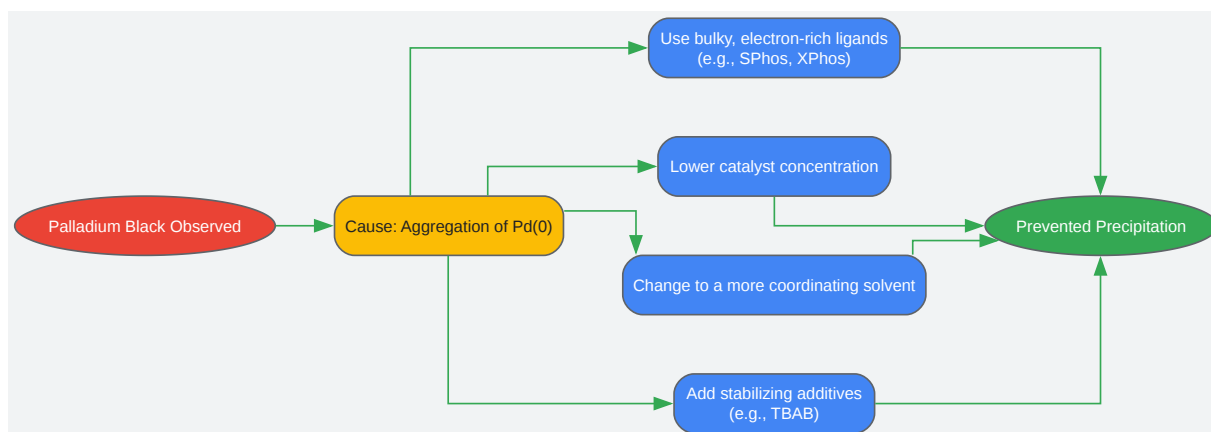 Use bulky, electron-rich ligands
(e.g., SPhos, XPhos)
Lower catalyst concentration
Palladium Black Observed
Cause: Aggregation of Pd(0)
Prevented Precipitation
Change to a more coordinating solvent
Add stabilizing additives
(e.g., TBAB)